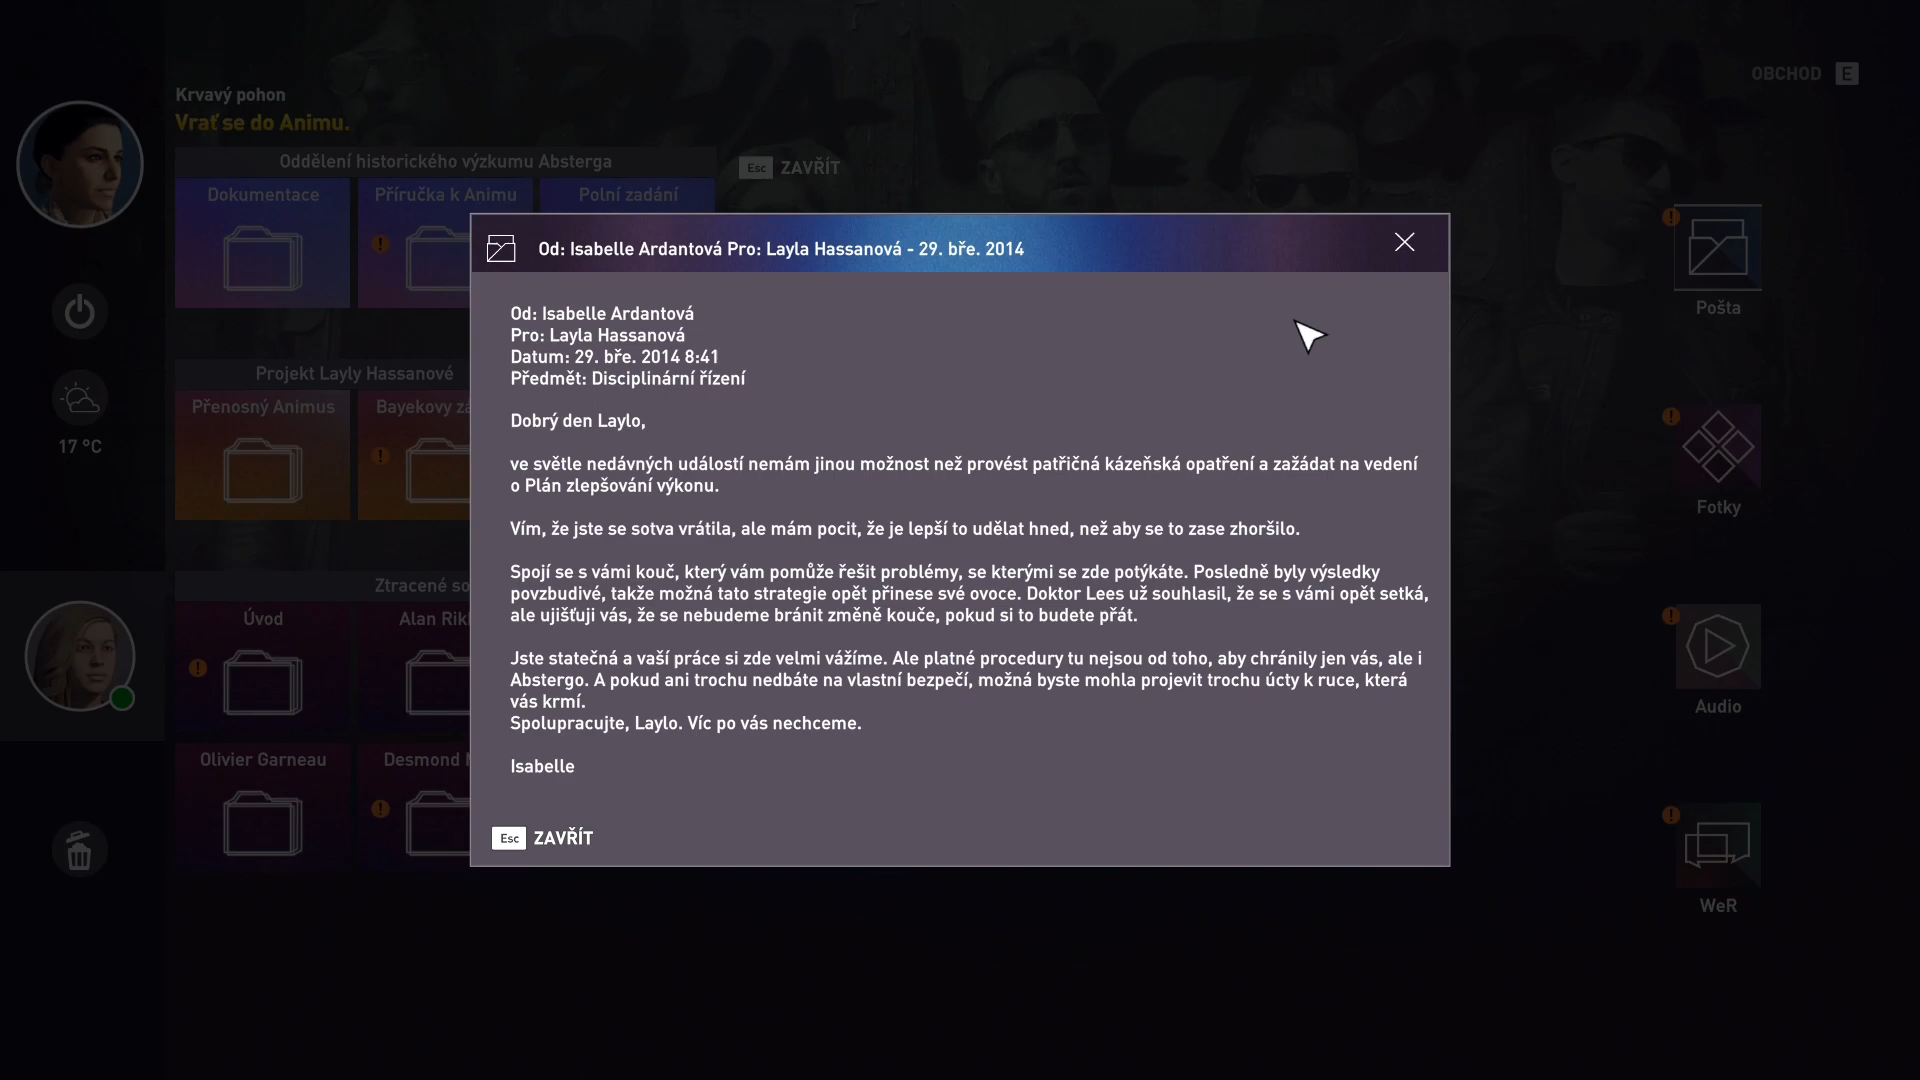 Krvavý pohon
Vrať se do Animu.
OBCHOD E
Oddělení historického výzkumu Absterga
Esc ZAVŘÍT
Dokumentace
Příručka k Animu
Polní zadání
Od: Isabelle Ardantová Pro: Layla Hassanová - 29. bře. 2014
Od: Isabelle Ardantová
Pro: Layla Hassanová
Datum: 29. bře. 2014 8:41
Předmět: Disciplinární řízení
Dobrý den Laylo,
ve světle nedávných událostí nemám jinou možnost než provést patřičná kázeňská opatření a zažádat na vedení
o Plán zlepšování výkonu.
Vím, že jste se sotva vrátila, ale mám pocit, že je lepší to udělat hned, než aby se to zase zhoršilo.
Spojí se s vámi kouč, který vám pomůže řešit problémy, se kterými se zde potýkáte. Posledně byly výsledky
povzbudivé, takže možná tato strategie opět přinese své ovoce. Doktor Lees už souhlasil, že se s vámi opět setká,
ale ujišťuji vás, že se nebudeme bránit změně kouče, pokud si to budete přát.
Jste statečná a vaší práce si zde velmi vážíme. Ale platné procedury tu nejsou od toho, aby chránily jen vás, ale i
Abstergo. A pokud ani trochu nedbáte na vlastní bezpečí, možná byste mohla projevit trochu úcty k ruce, která
vás krmí.
Spolupracujte, Laylo. Víc po vás nechceme.
Isabelle
Esc ZAVŘÍT
Projekt Layly Hassanové
Přenosný Animus
Bayekovy
17 °C
Ztracené
Úvod
Alan
Olivier Garneau
Desmond
Pošta
Fotky
Audio
WeR